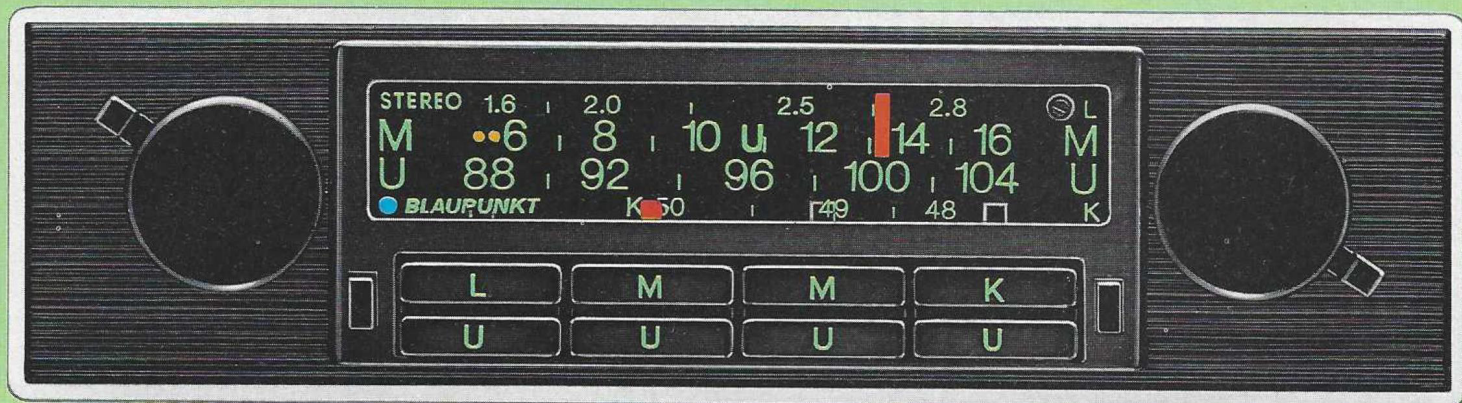 STEREO 1.6 2.0 2.5 2.8 L
M 6 8 10 U 12 14 16 M
U 88 92 96 100 104 U
BLAUPUNKT K 50 49 48 K
L M M K
U U U U